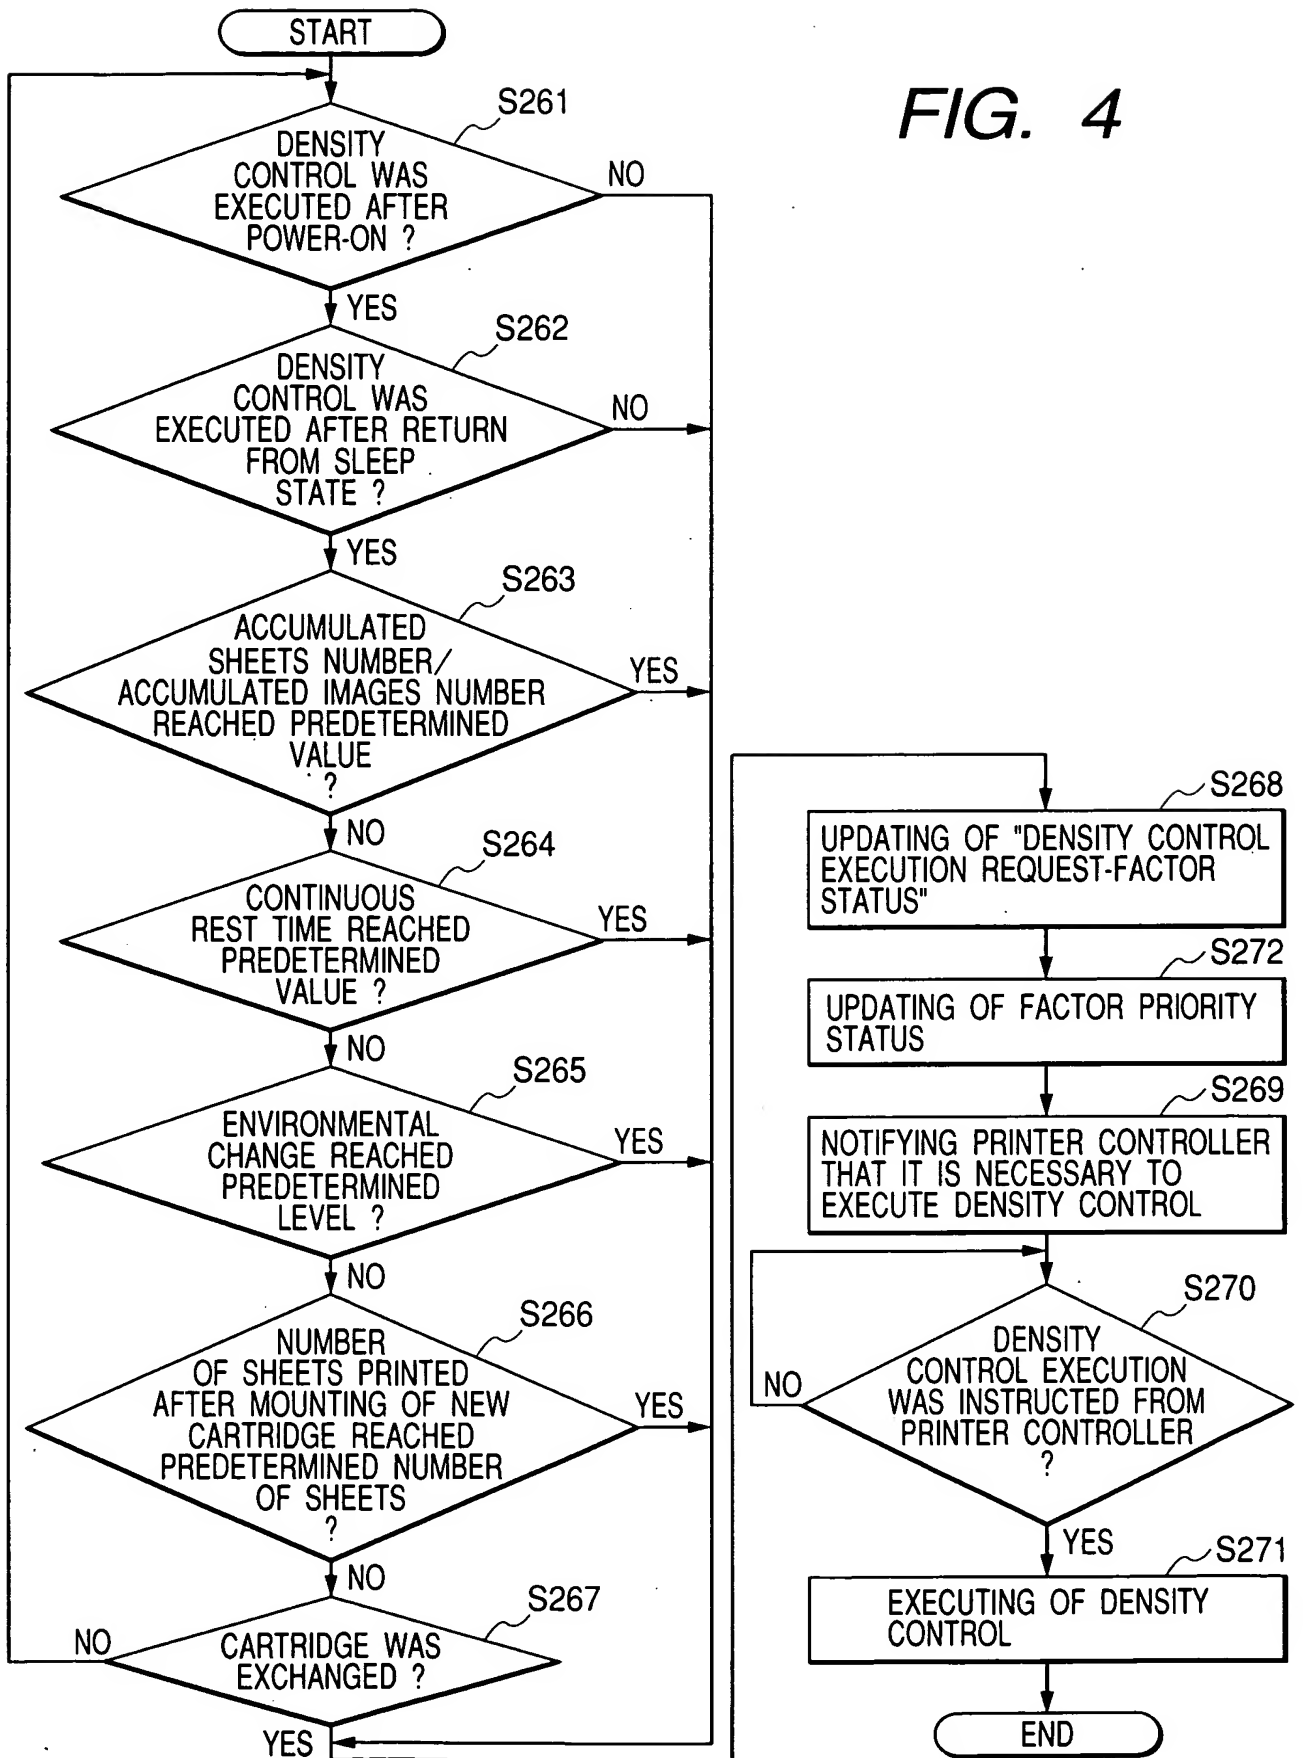 START
FIG. 4
S261
DENSITY
CONTROL WAS
EXECUTED AFTER
POWER-ON ?
NO
YES
S262
DENSITY
CONTROL WAS
EXECUTED AFTER RETURN
FROM SLEEP
STATE ?
NO
YES
S263
ACCUMULATED
SHEETS NUMBER/
ACCUMULATED IMAGES NUMBER
REACHED PREDETERMINED
VALUE
?
YES
NO
S264
CONTINUOUS
REST TIME REACHED
PREDETERMINED
VALUE ?
YES
NO
S265
ENVIRONMENTAL
CHANGE REACHED
PREDETERMINED
LEVEL ?
YES
NO
S266
NUMBER
OF SHEETS PRINTED
AFTER MOUNTING OF NEW
CARTRIDGE REACHED
PREDETERMINED NUMBER
OF SHEETS
?
YES
NO
S267
CARTRIDGE WAS
EXCHANGED ?
NO
YES
S268
UPDATING OF "DENSITY CONTROL
EXECUTION REQUEST-FACTOR
STATUS"
S272
UPDATING OF FACTOR PRIORITY
STATUS
S269
NOTIFYING PRINTER CONTROLLER
THAT IT IS NECESSARY TO
EXECUTE DENSITY CONTROL
S270
DENSITY
CONTROL EXECUTION
WAS INSTRUCTED FROM
PRINTER CONTROLLER
?
NO
YES
S271
EXECUTING OF DENSITY
CONTROL
END